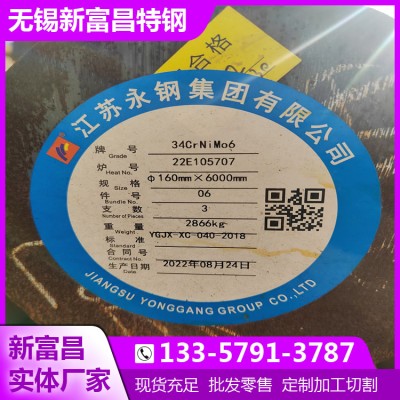 无锡新富昌特钢
合格
江苏永钢集团有限公司
牌号 Grade 34CrNiMo6
炉号 Heat No. 22E105707
规格 Size φ160mm×6000mm
件号 Bundle No. 06
支数 Number of Pieces 3
重量 Weight 2866kg
标准 Standard YGJX-XC-040-2018
合同号 Contract No.
生产日期 Date 2022年08月24日
JIANGSU YONGGANG GROUP CO.,LTD
新富昌
实体厂家
133-5791-3787
现货充足 批发零售 定制加工切割